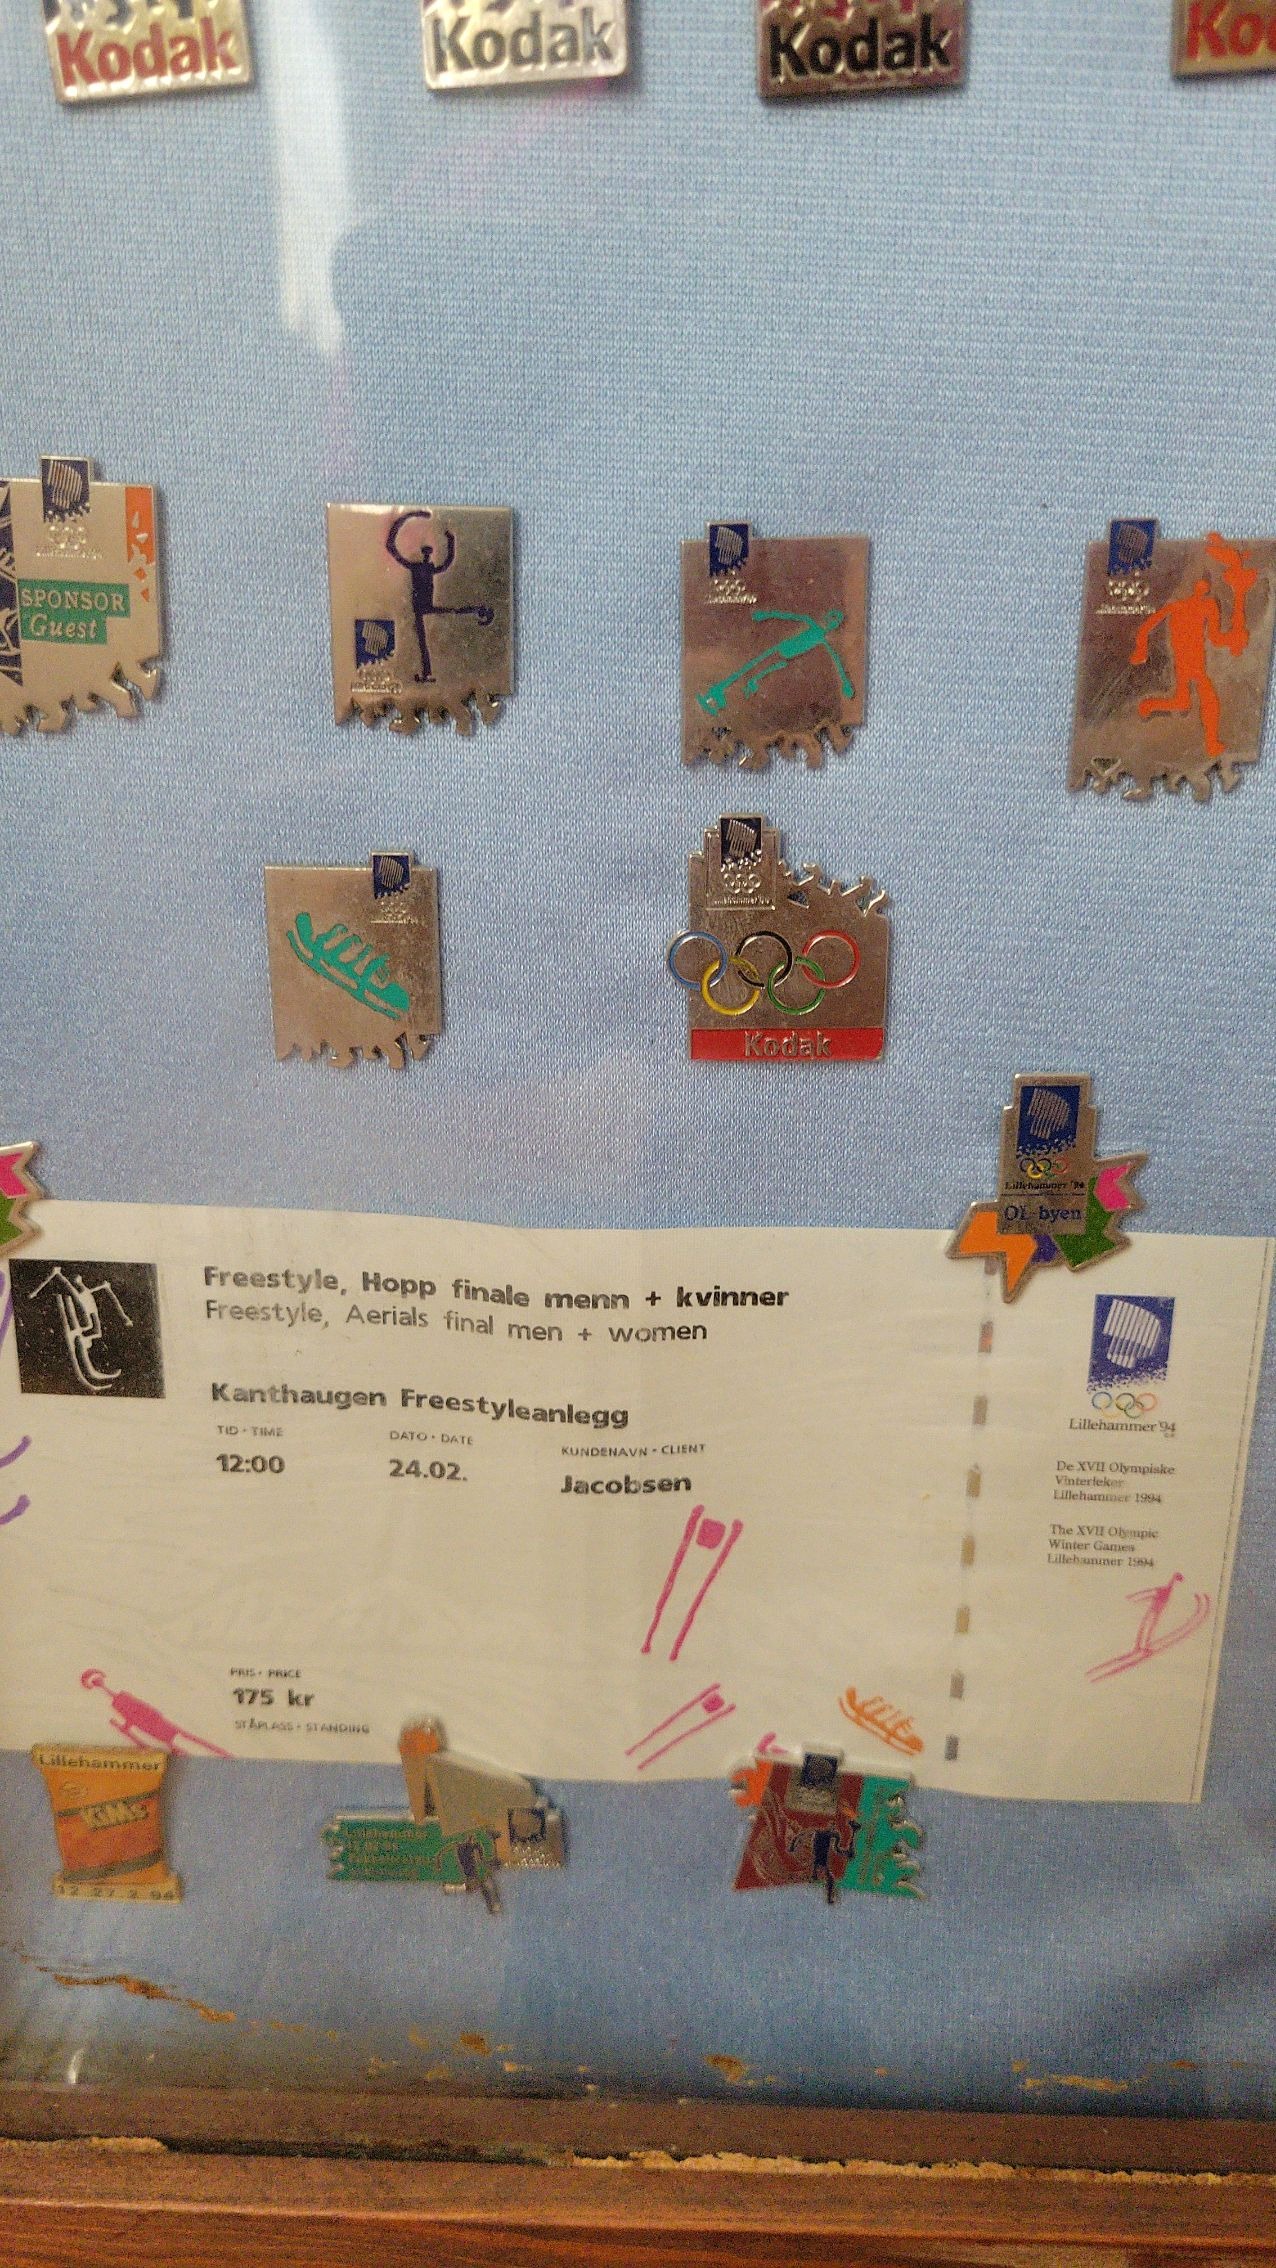 Kodak
Kodak
Kodak
Ko
SPONSOR
Guest
Kodak
Lillehammer '94
OL-byen
Freestyle, Hopp finale menn + kvinner
Freestyle, Aerials final men + women
Kanthaugen Freestyleanlegg
TID · TIME
12:00
DATO · DATE
24.02.
KUNDENAVN · CLIENT
Jacobsen
PRIS · PRICE
175 kr
STÅPLASS · STANDING
Lillehammer '94
De XVII Olympiske
Vinterleker
Lillehammer 1994
The XVII Olympic
Winter Games
Lillehammer 1994
Lillehammer
KiMs